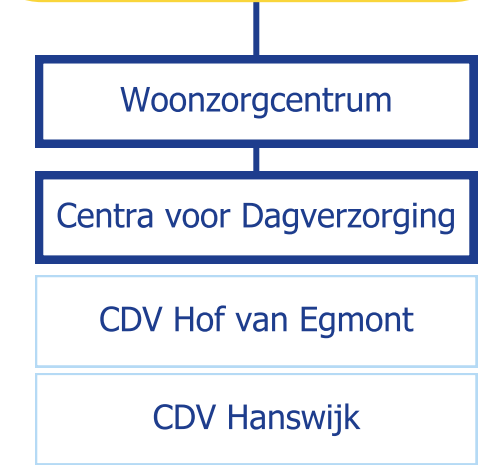 Woonzorgcentrum
Centra voor Dagverzorging
CDV Hof van Egmont
CDV Hanswijk